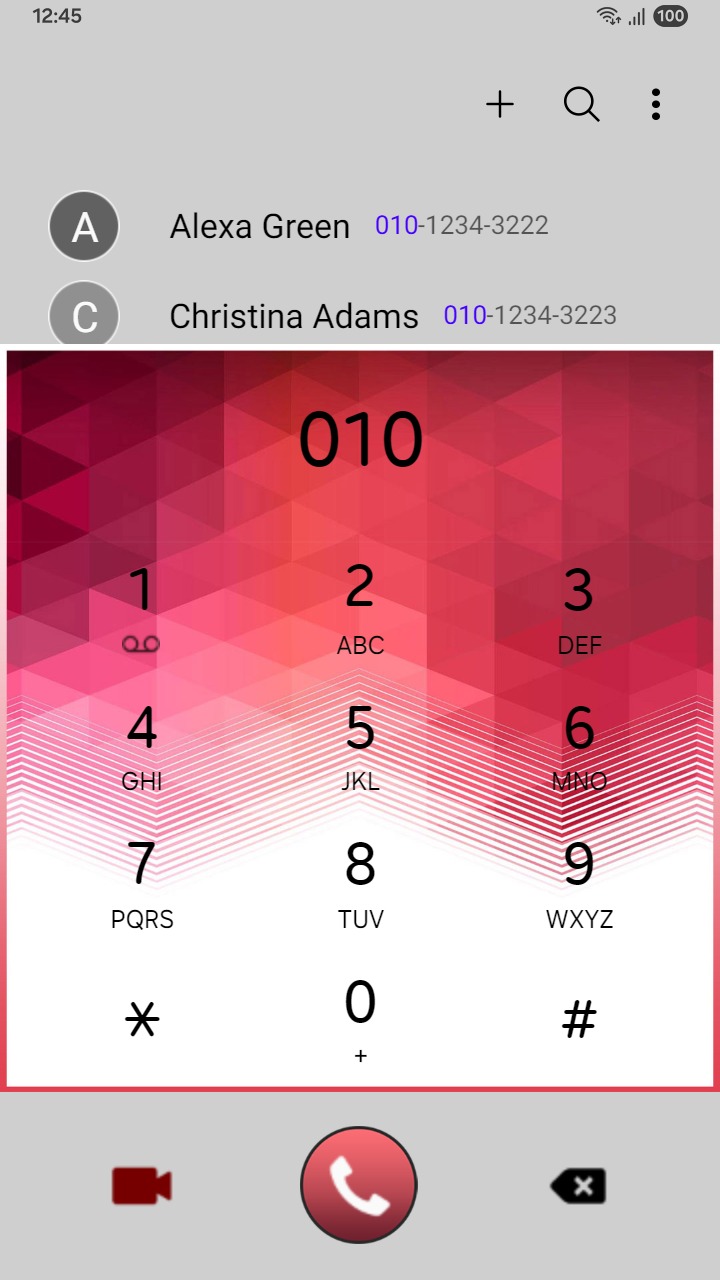 12:45 100
A Alexa Green 010-1234-3222
C Christina Adams 010-1234-3223
010
1 2 3
ABC DEF
4 5 6
GHI JKL MNO
7 8 9
PQRS TUV WXYZ
* 0 #
+